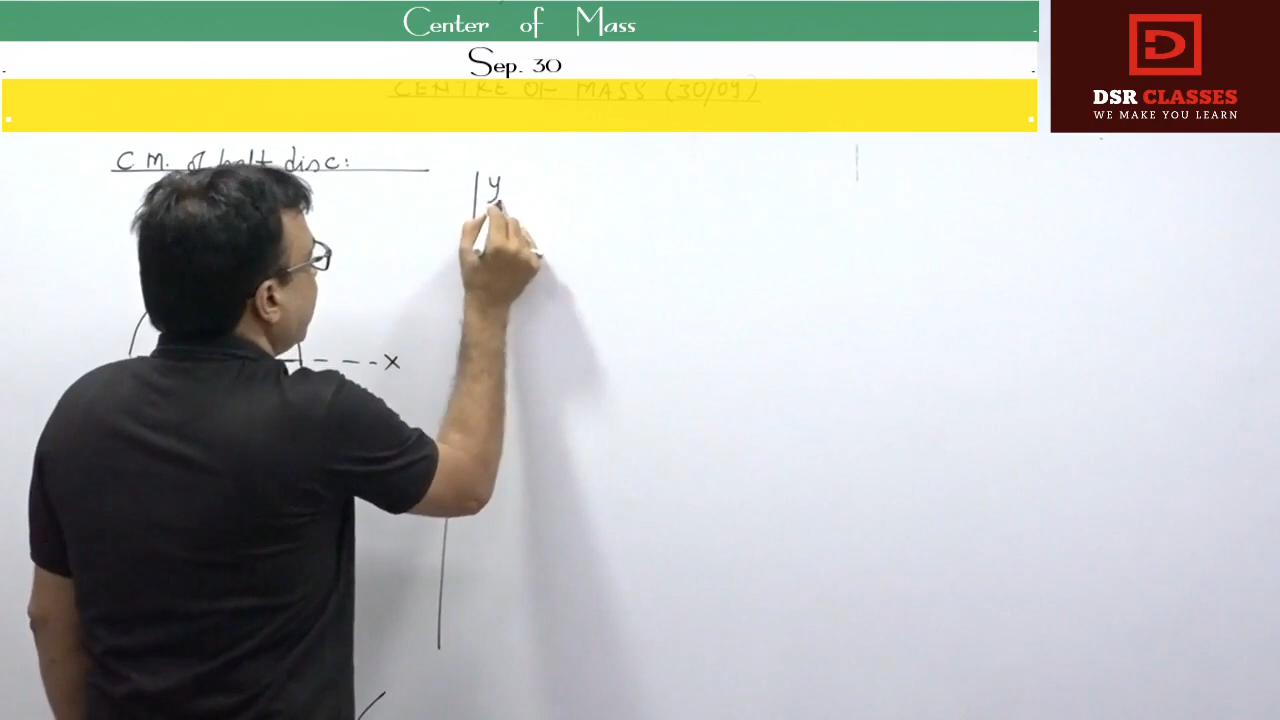 Center of Mass
Sep. 30
CENTRE OF MASS (30/09)
DSR CLASSES
WE MAKE YOU LEARN
C M. of half disc:
y
x